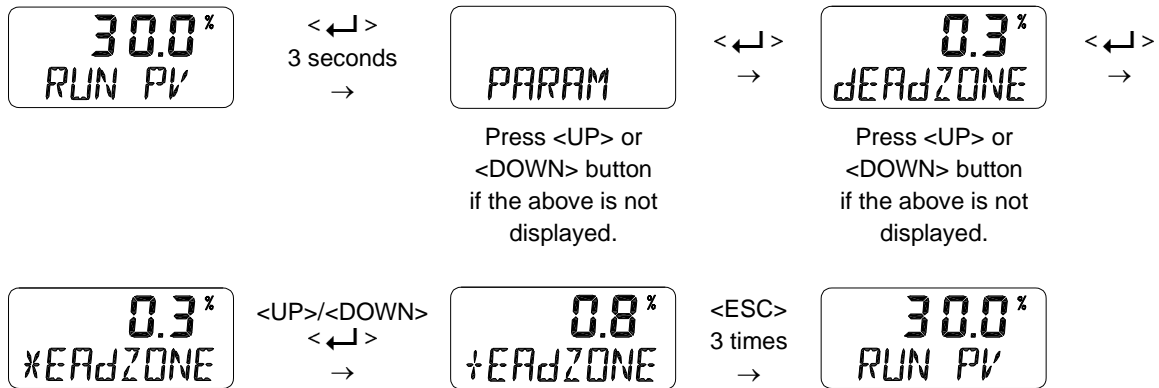 30.0%
RUN PV
< ↵ >
3 seconds
→
PARAM
Press <UP> or
<DOWN> button
if the above is not
displayed.
< ↵ >
→
0.3%
dEAdZONE
Press <UP> or
<DOWN> button
if the above is not
displayed.
< ↵ >
→
0.3%
*EAdZONE
<UP>/<DOWN>
< ↵ >
→
0.8%
+EAdZONE
<ESC>
3 times
→
30.0%
RUN PV